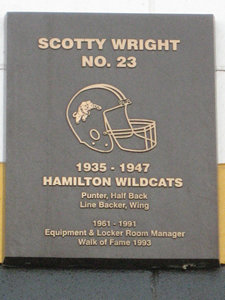 SCOTTY WRIGHT
NO. 23
1935 - 1947
HAMILTON WILDCATS
Punter, Half Back
Line Backer, Wing
1961 - 1991
Equipment & Locker Room Manager
Walk of Fame 1993